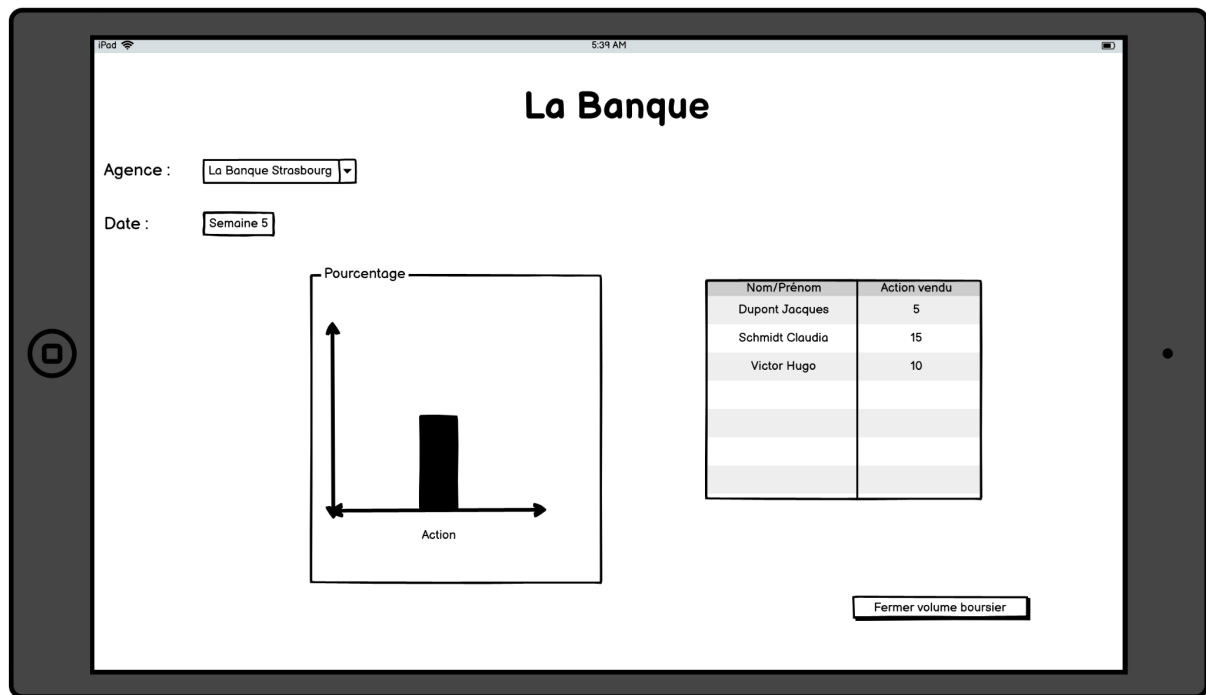 iPad 5:39 AM
La Banque
Agence : La Banque Strasbourg
Date : Semaine 5
Pourcentage
Action
Nom/Prénom Action vendu
Dupont Jacques 5
Schmidt Claudia 15
Victor Hugo 10
Fermer volume boursier